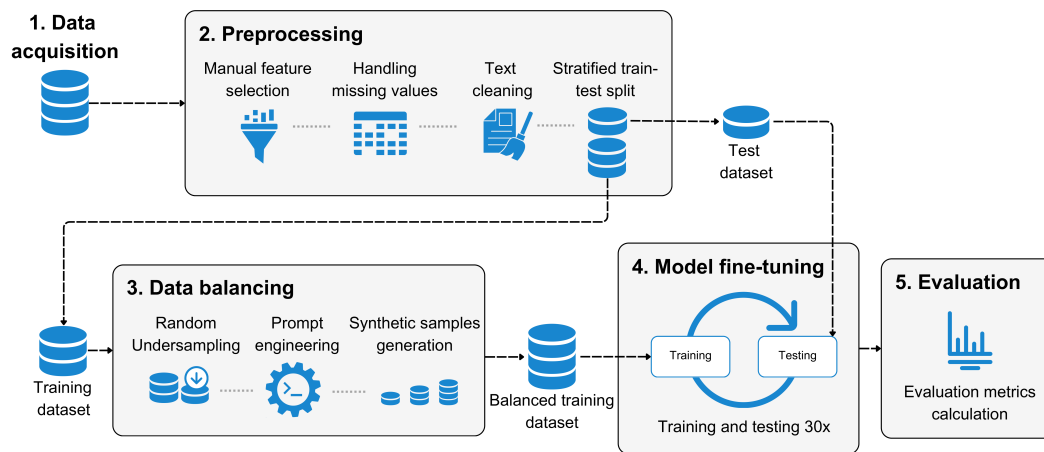 1. Data
acquisition
2. Preprocessing
Manual feature
selection
Handling
missing values
Text
cleaning
Stratified train-
test split
Test
dataset
Training
dataset
3. Data balancing
Random
Undersampling
Prompt
engineering
Synthetic samples
generation
Balanced training
dataset
4. Model fine-tuning
Training
Testing
Training and testing 30x
5. Evaluation
Evaluation metrics
calculation